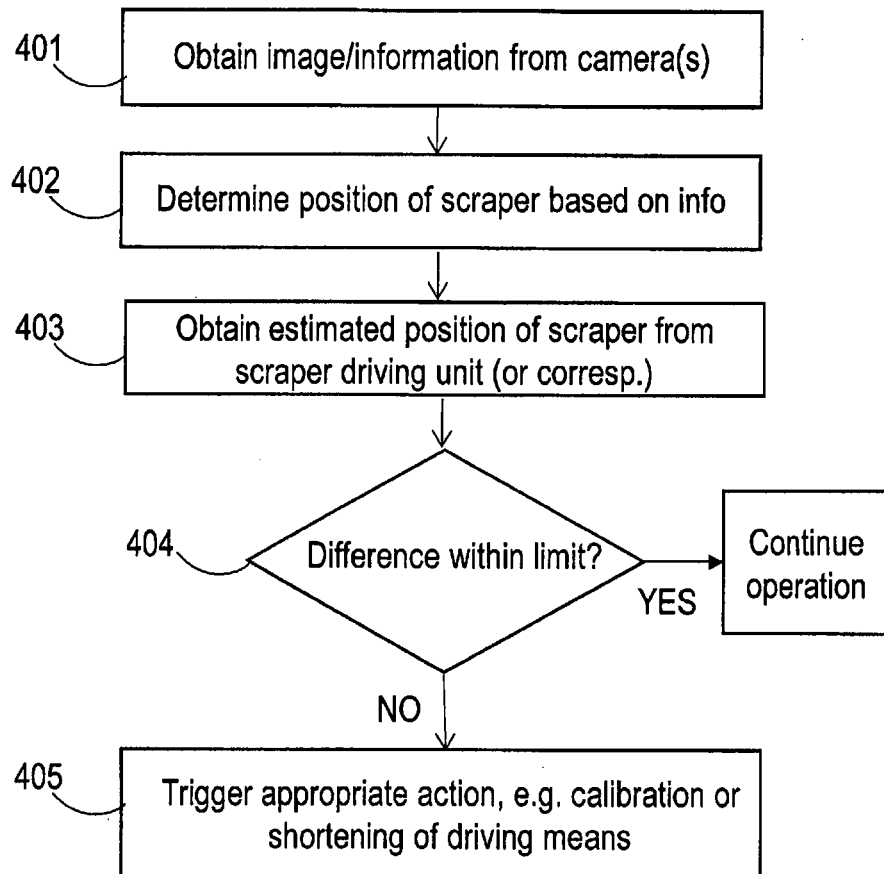 401
Obtain image/information from camera(s)
402
Determine position of scraper based on info
403
Obtain estimated position of scraper from
scraper driving unit (or corresp.)
404
Difference within limit?
YES
Continue
operation
NO
405
Trigger appropriate action, e.g. calibration or
shortening of driving means